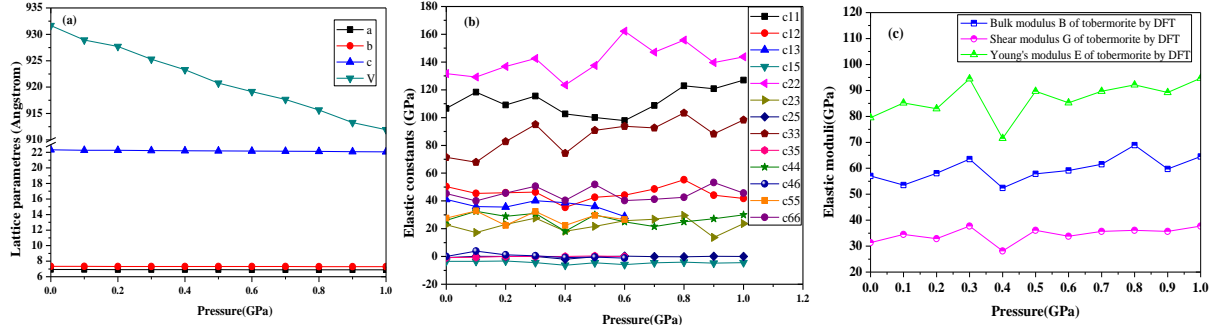 (a)
a
b
c
V
935
930
925
920
915
910
22
20
18
16
14
12
10
8
6
0.0 0.2 0.4 0.6 0.8 1.0
Pressure(GPa)
Lattice parametres (Angstrom)
(b)
c11
c12
c13
c15
c22
c23
c25
c33
c35
c44
c46
c55
c66
180
160
140
120
100
80
60
40
20
0
-20
0.0 0.2 0.4 0.6 0.8 1.0 1.2
Pressure(GPa)
Elastic constants (GPa)
(c)
Bulk modulus B of tobermorite by DFT
Shear modulus G of tobermorite by DFT
Young's modulus E of tobermorite by DFT
120
110
100
90
80
70
60
50
40
30
20
0.0 0.1 0.2 0.3 0.4 0.5 0.6 0.7 0.8 0.9 1.0
Pressure(GPa)
Elastic moduli(GPa)